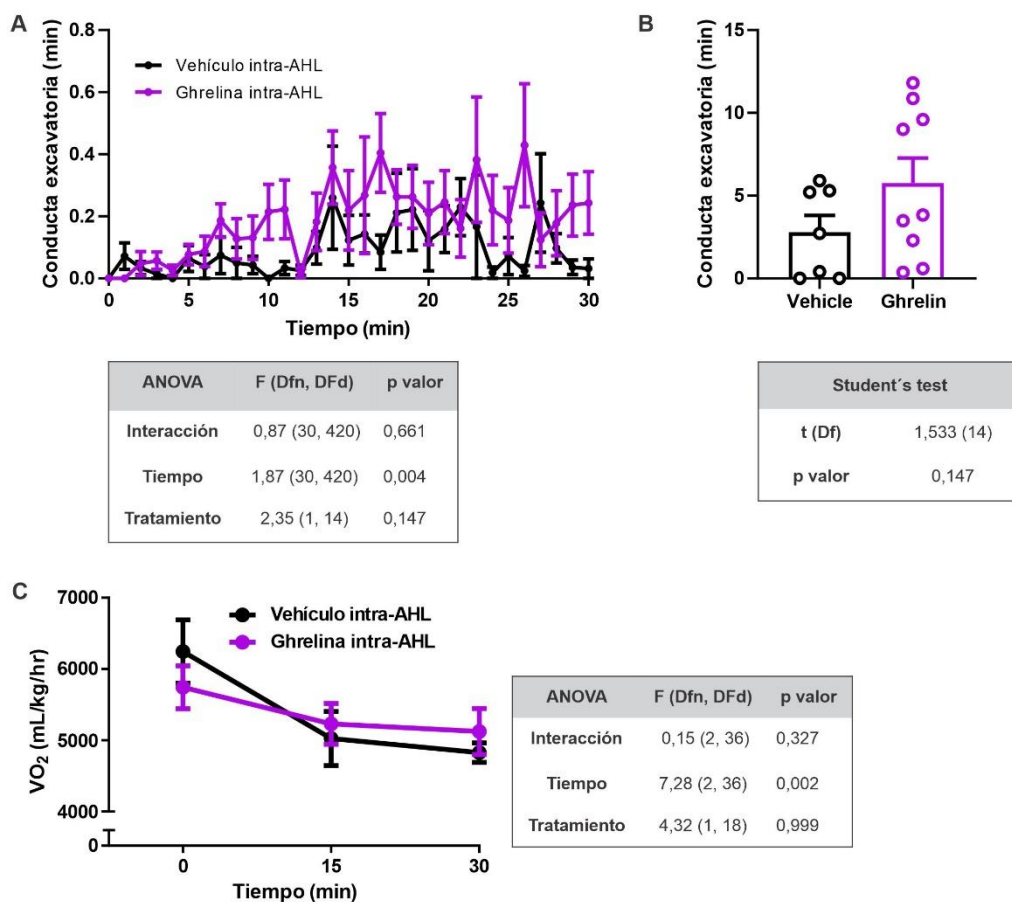 A
Conducta excavatoria (min)
0.8
0.6
0.4
0.2
0.0
Vehículo intra-AHL
Ghrelina intra-AHL
0 5 10 15 20 25 30
Tiempo (min)
B
Conducta excavatoria (min)
15
10
5
0
Vehicle Ghrelin
ANOVA F (Dfn, DFd) p valor
Interacción 0,87 (30, 420) 0,661
Tiempo 1,87 (30, 420) 0,004
Tratamiento 2,35 (1, 14) 0,147
Student´s test
t (Df) 1,533 (14)
p valor 0,147
C
VO2 (mL/kg/hr)
7000
6000
5000
4000
0
Vehículo intra-AHL
Ghrelina intra-AHL
0 15 30
Tiempo (min)
ANOVA F (Dfn, DFd) p valor
Interacción 0,15 (2, 36) 0,327
Tiempo 7,28 (2, 36) 0,002
Tratamiento 4,32 (1, 18) 0,999